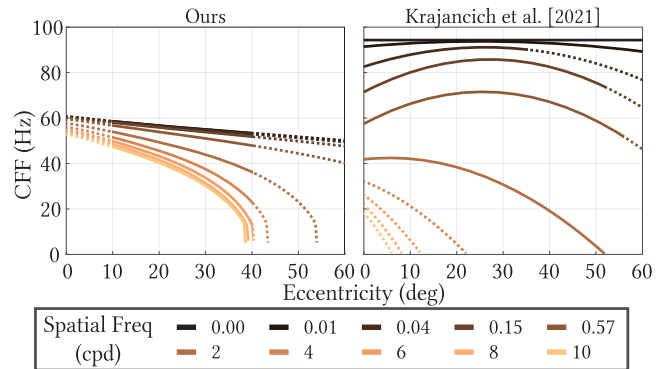 Ours Krajancich et al. [2021]
100
80
60
40
20
0
CFF (Hz)
0 10 20 30 40 50 60 0 10 20 30 40 50 60
Eccentricity (deg)
Spatial Freq 0.00 0.01 0.04 0.15 0.57
(cpd) 2 4 6 8 10